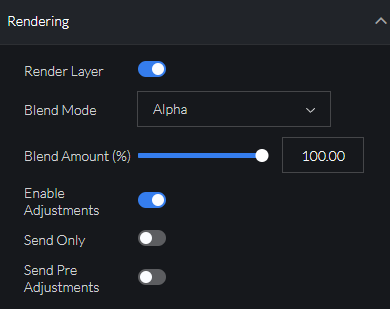 Rendering
Render Layer
Blend Mode
Alpha
Blend Amount (%)
100.00
Enable
Adjustments
Send Only
Send Pre
Adjustments